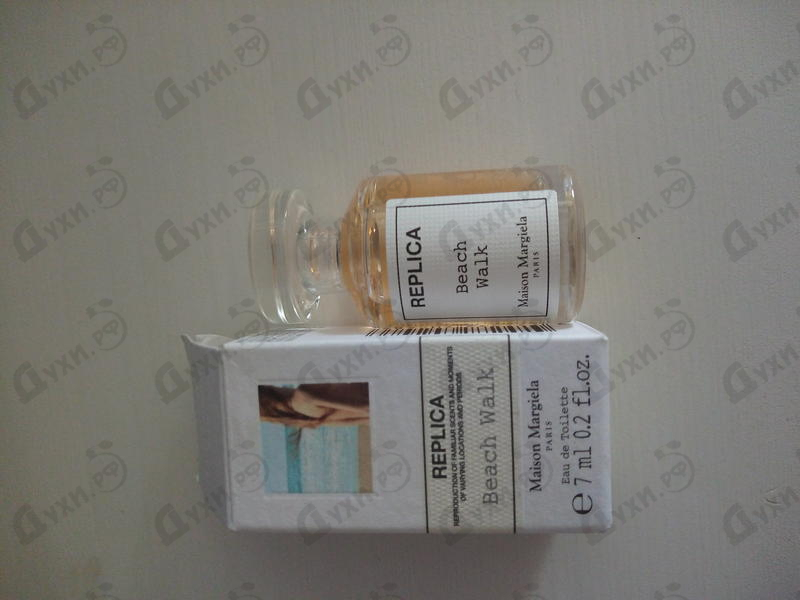 REPLICA
Beach
Walk
Maison Margiela
PARIS
REPLICA
REPRODUCTION OF FAMILIAR SCENTS AND MOMENTS
OF VARYING LOCATIONS AND PERIODS
Beach Walk
Maison Margiela
PARIS
Eau de Toilette
e 7 ml 0.2 fl.oz.
Духи.РФ